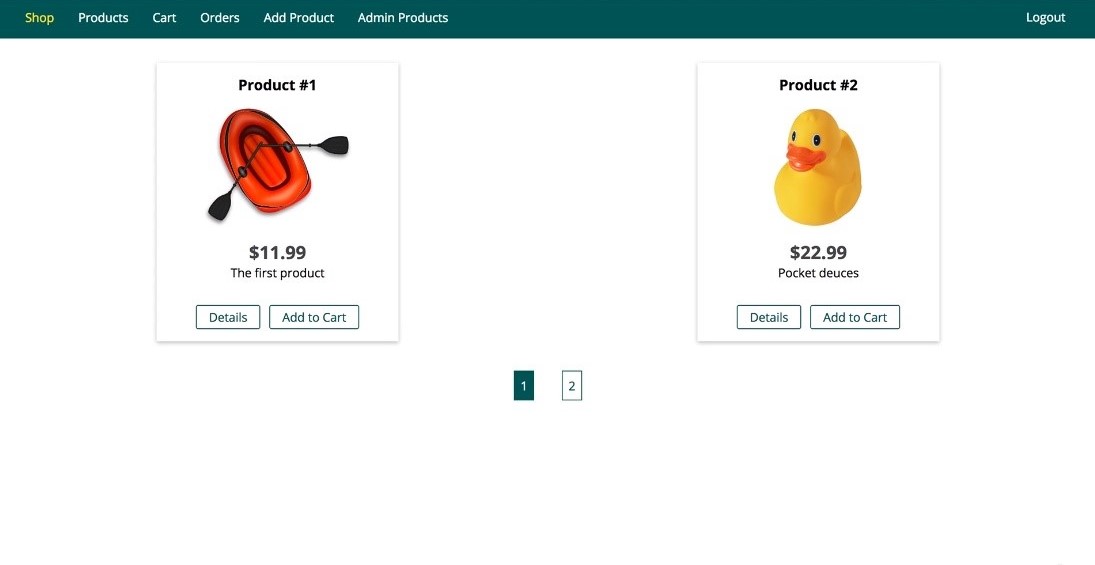 Shop Products Cart Orders Add Product Admin Products Logout
Product #1
$11.99
The first product
Details Add to Cart
Product #2
$22.99
Pocket deuces
Details Add to Cart
1 2